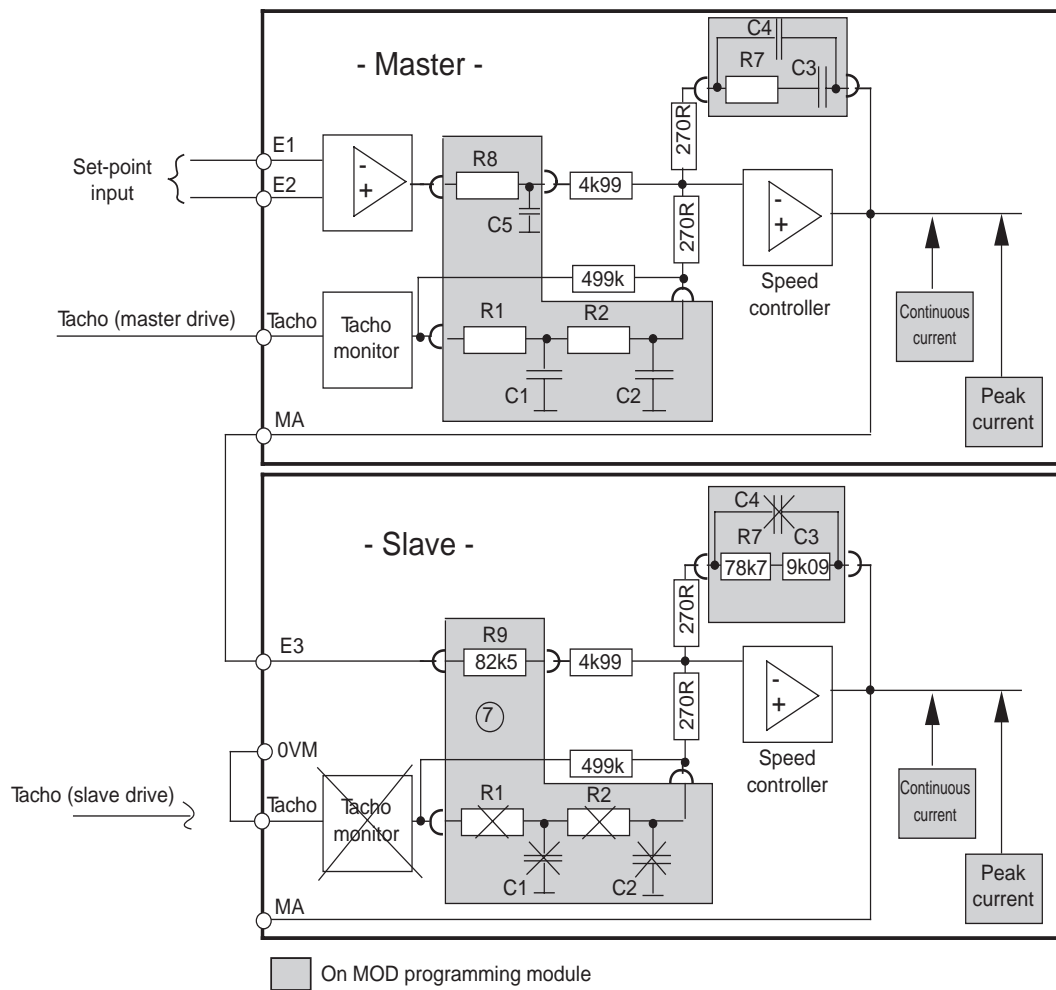 - Master -
C4
R7
C3
270R
E1
E2
Set-point
input
-
+
R8
C5
4k99
270R
-
+
Speed
controller
499k
Tacho (master drive)
Tacho
Tacho
monitor
R1
R2
C1
C2
Continuous
current
Peak
current
MA
- Slave -
C4
R7
C3
78k7
9k09
270R
E3
R9
82k5
4k99
7
270R
-
+
Speed
controller
0VM
499k
Tacho (slave drive)
Tacho
Tacho
monitor
R1
R2
C1
C2
Continuous
current
Peak
current
MA
On MOD programming module